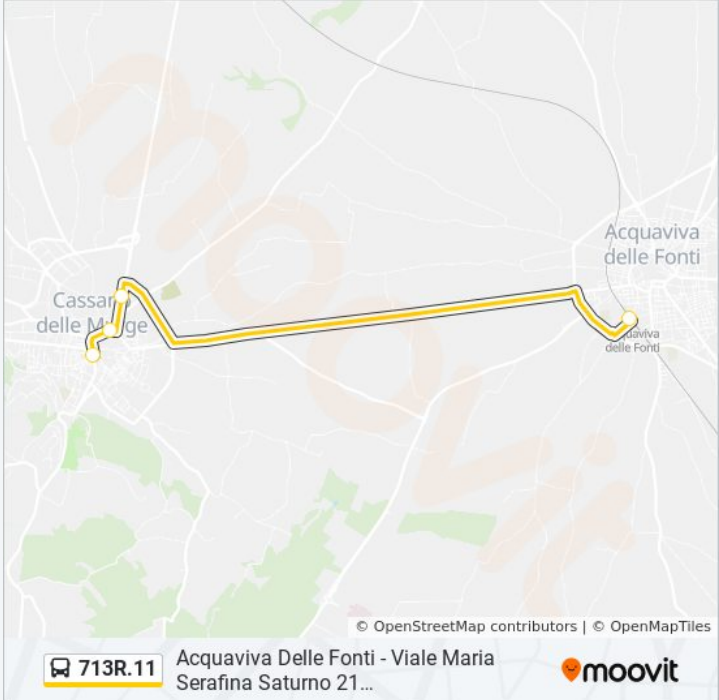 moovit
Acquaviva
delle Fonti
Cassano
delle Murge
delle Fonti
© OpenStreetMap contributors | © OpenMapTiles
713R.11
Acquaviva Delle Fonti - Viale Maria
Serafina Saturno 21...
moovit